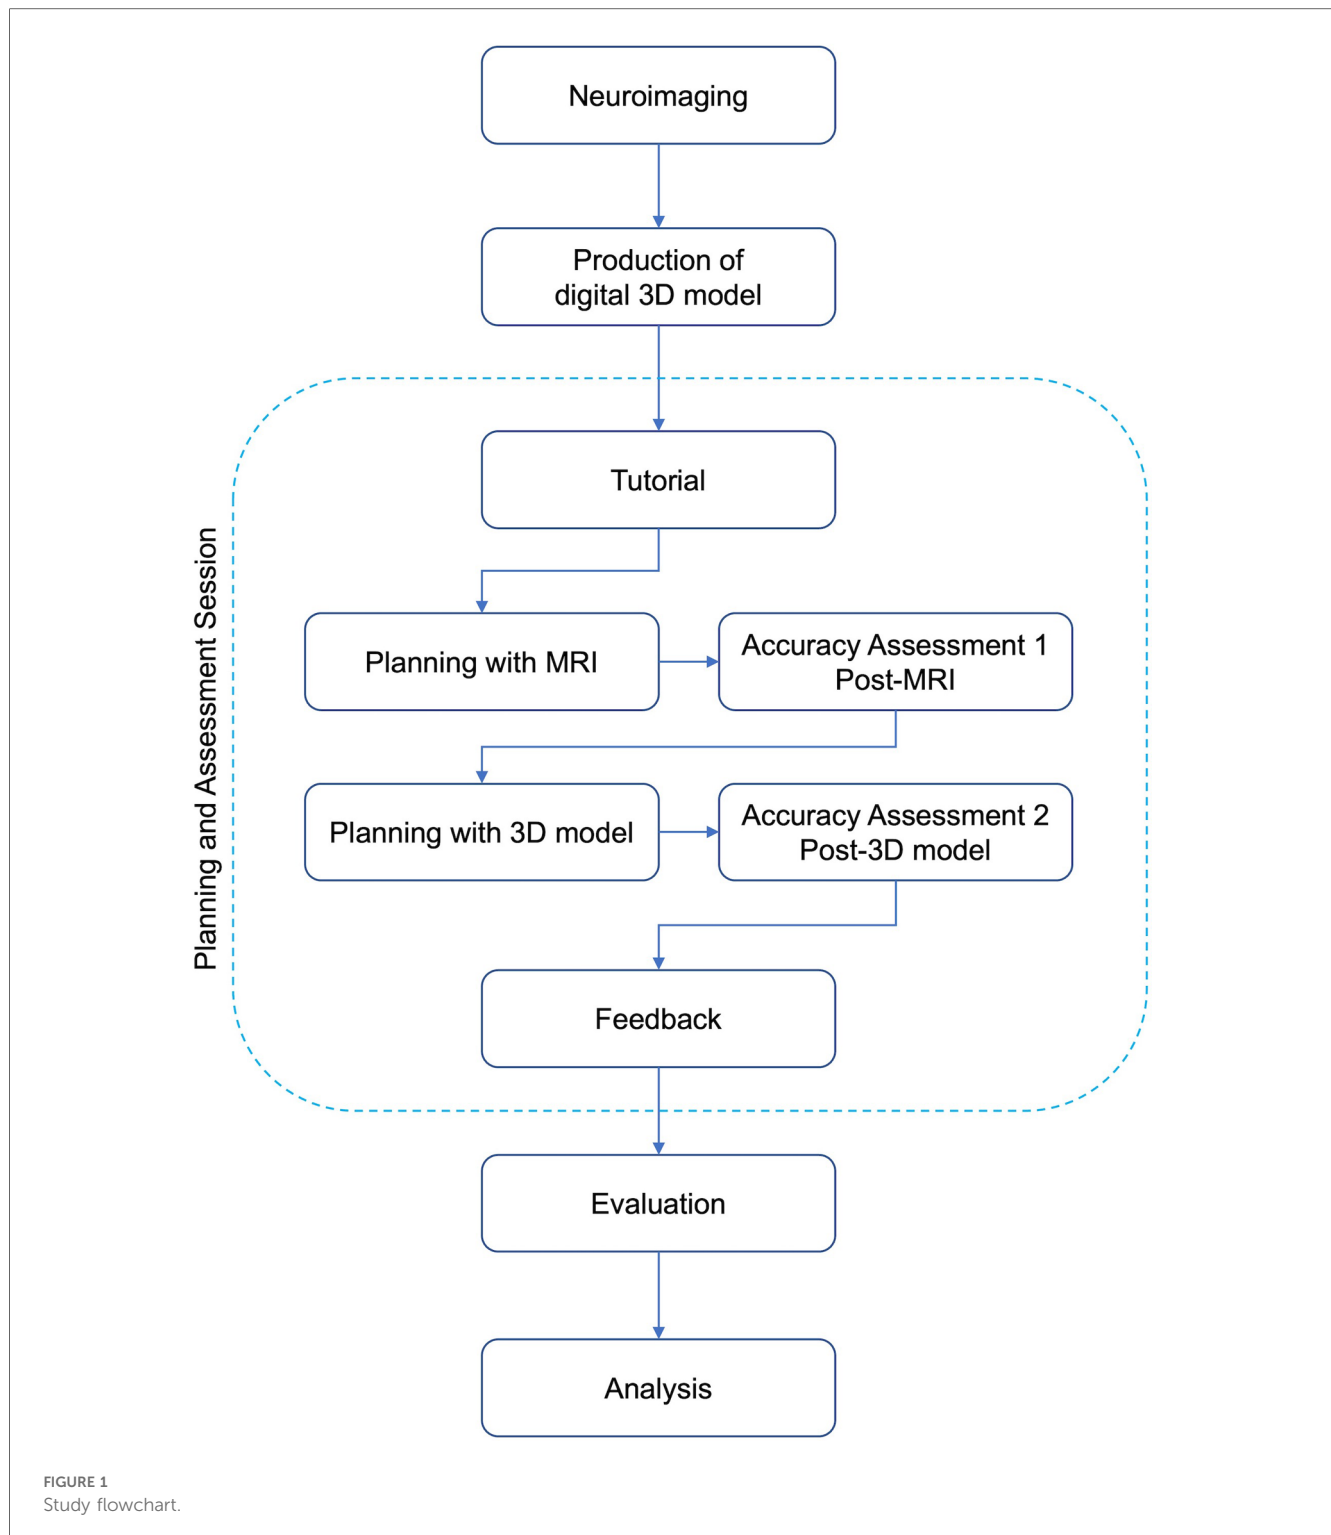 Neuroimaging
Production of
digital 3D model
Planning and Assessment Session
Tutorial
Planning with MRI
Accuracy Assessment 1
Post-MRI
Planning with 3D model
Accuracy Assessment 2
Post-3D model
Feedback
Evaluation
Analysis
FIGURE 1
Study flowchart.